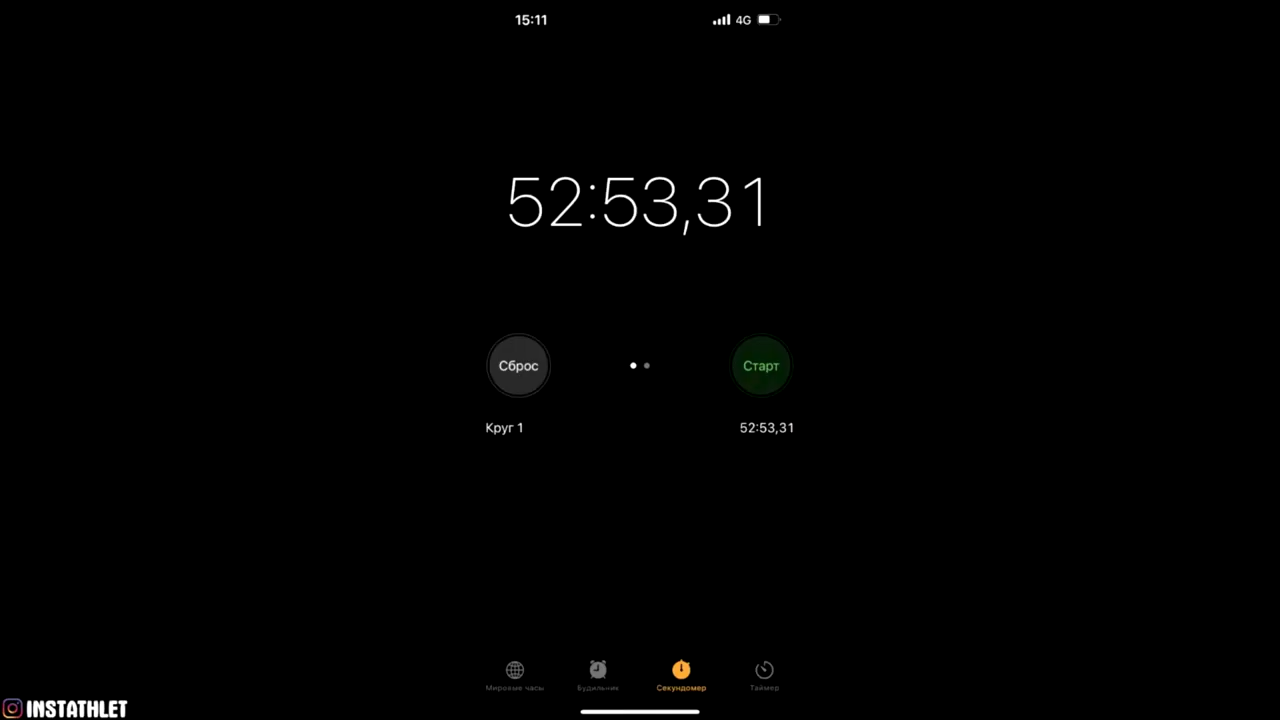 15:11
4G
52:53,31
Сброс
Старт
Круг 1
52:53,31
Мировые часы
Будильник
Секундомер
Таймер
INSTATHLET